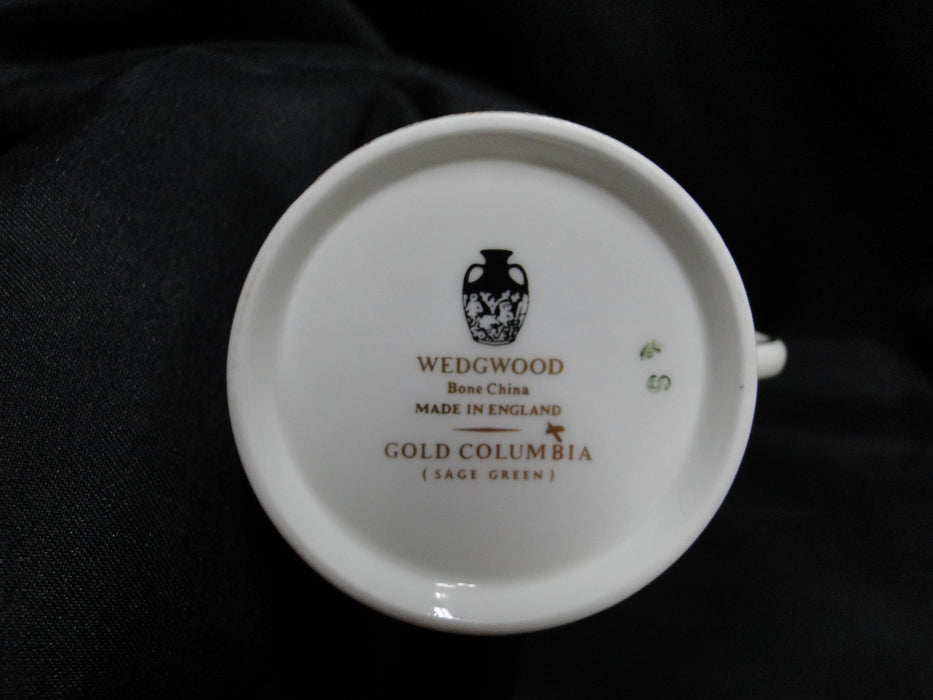 WEDGWOOD
Bone China
MADE IN ENGLAND
GOLD COLUMBIA
(SAGE GREEN)